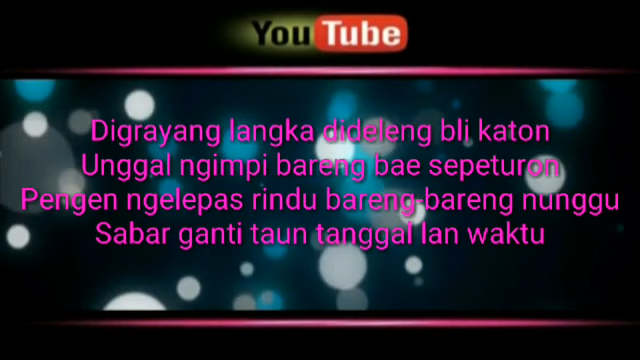 YouTube
Digrayang langka dideleng bli katon
Unggal ngimpi bareng bae sepeturon
Pengen ngelepas rindu bareng-bareng nunggu
Sabar ganti taun tanggal lan waktu